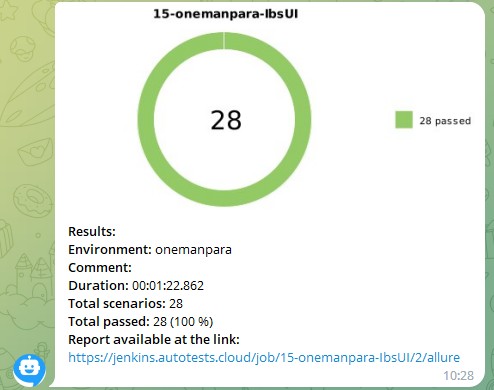 15-onemanpara-IbsUI
28
28 passed
Results:
Environment: onemanpara
Comment:
Duration: 00:01:22.862
Total scenarios: 28
Total passed: 28 (100 %)
Report available at the link:
https://jenkins.autotests.cloud/job/15-onemanpara-IbsUI/2/allure
10:28